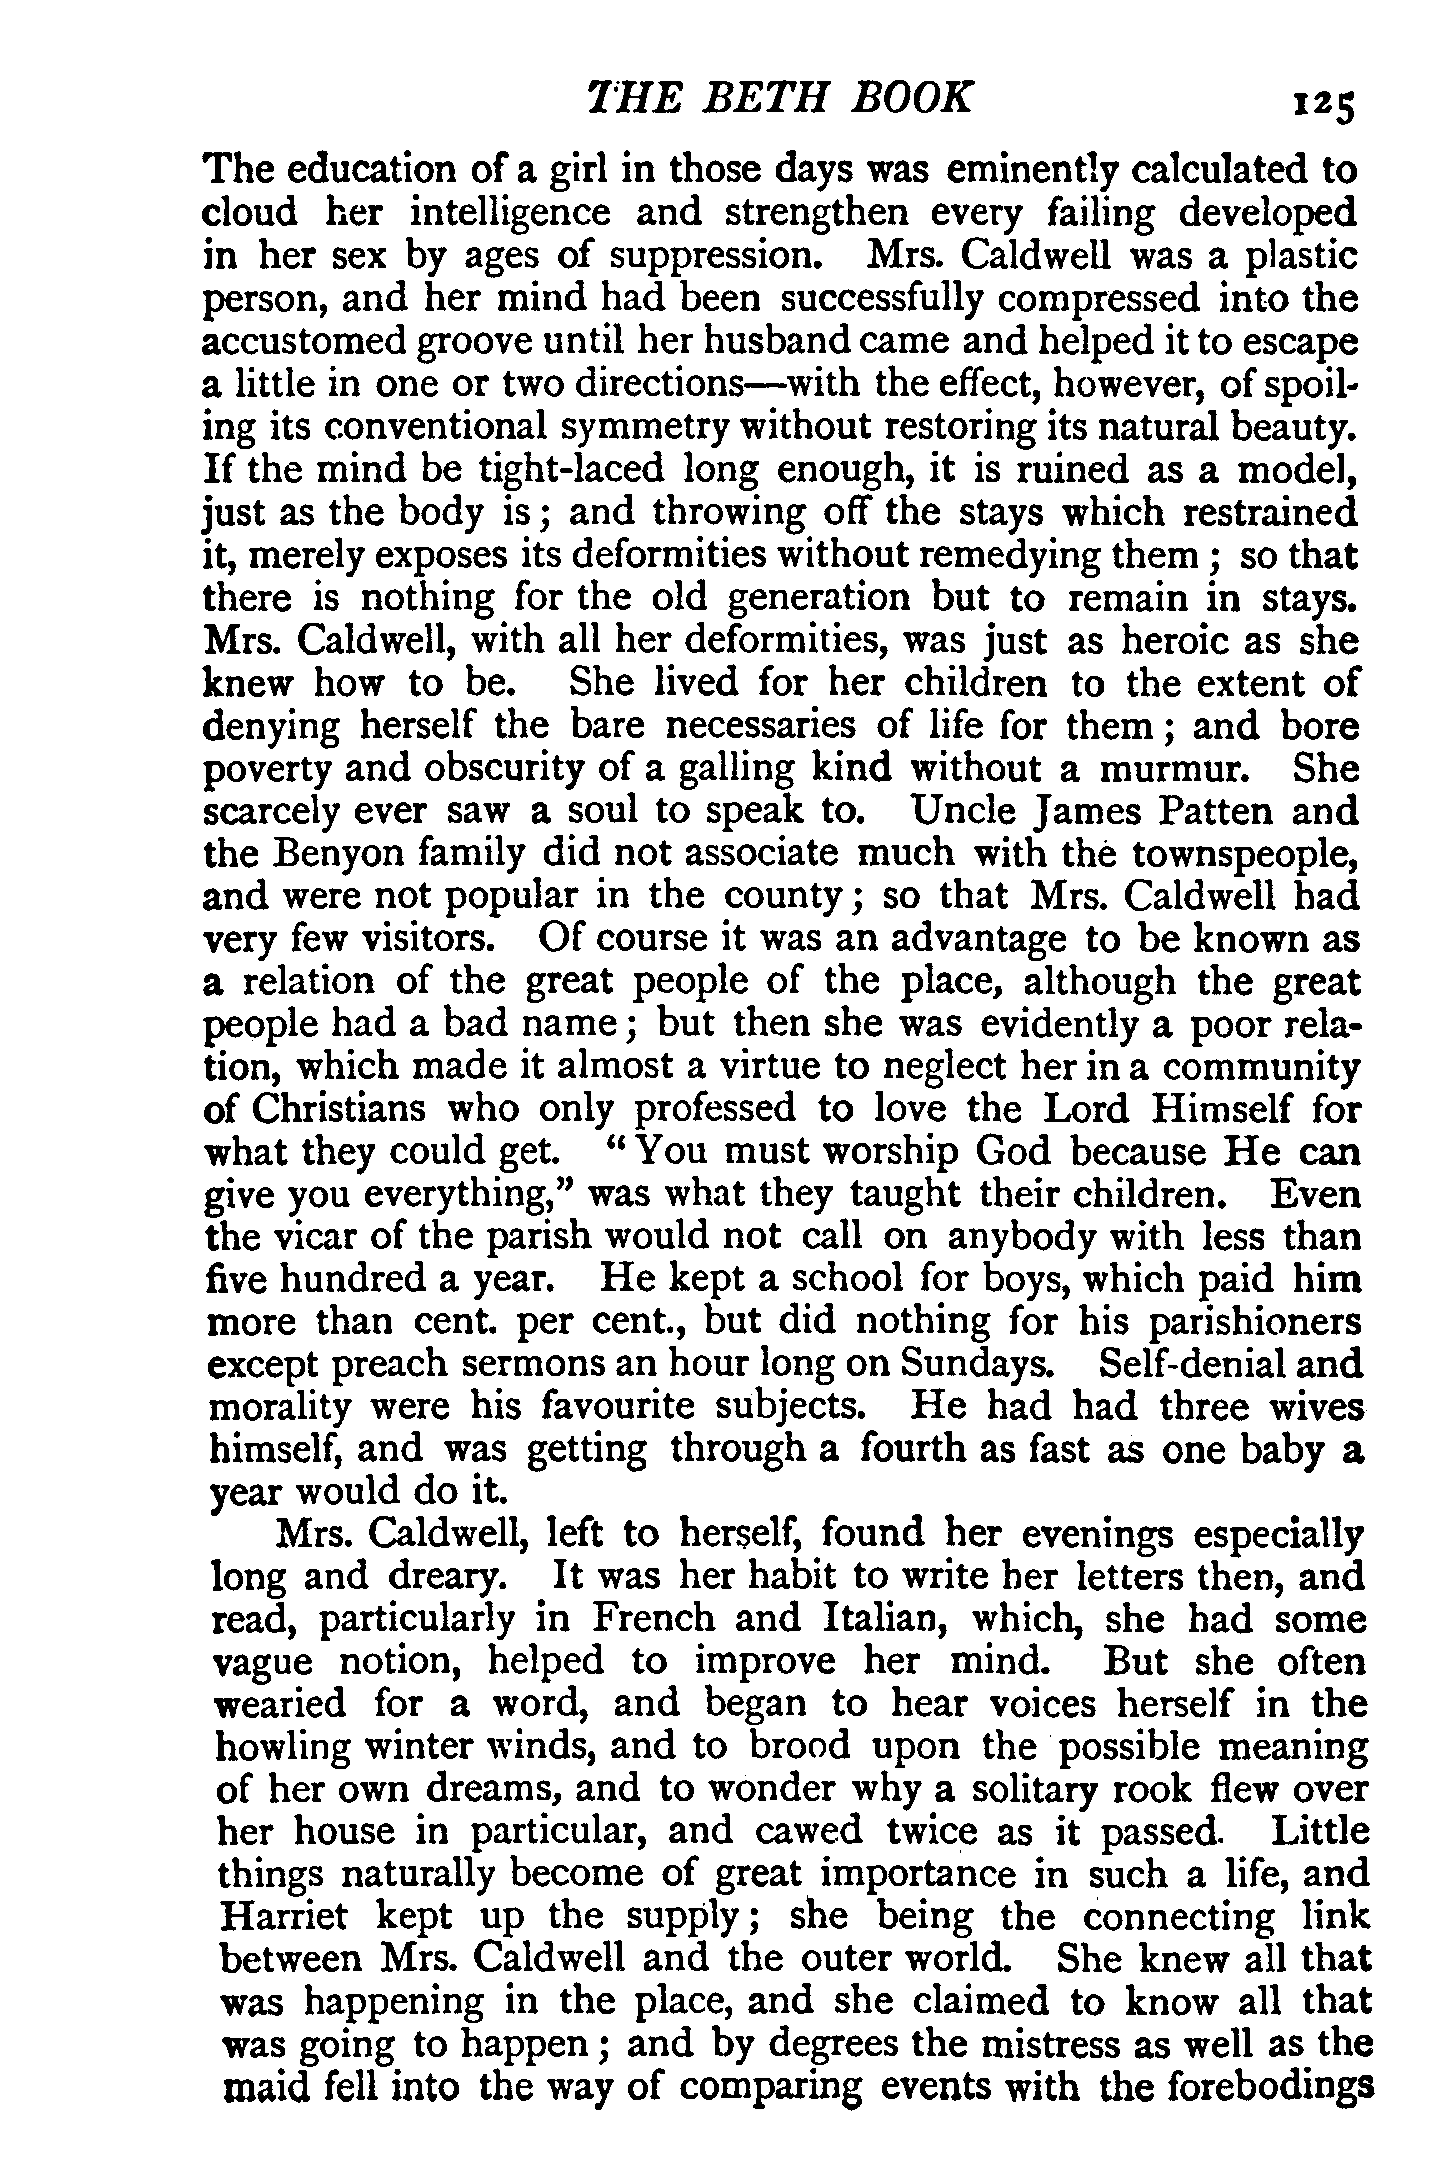 THE BETH BOOK 125
The education of a girl in those days was eminently calculated to
cloud her intelligence and strengthen every failing developed
in her sex by ages of suppression. Mrs. Caldwell was a plastic
person, and her mind had been successfully compressed into the
accustomed groove until her husband came and helped it to escape
a little in one or two directions—with the effect, however, of spoil-
ing its conventional symmetry without restoring its natural beauty.
If the mind be tight-laced long enough, it is ruined as a model,
just as the body is; and throwing off the stays which restrained
it, merely exposes its deformities without remedying them; so that
there is nothing for the old generation but to remain in stays.
Mrs. Caldwell, with all her deformities, was just as heroic as she
knew how to be. She lived for her children to the extent of
denying herself the bare necessaries of life for them; and bore
poverty and obscurity of a galling kind without a murmur. She
scarcely ever saw a soul to speak to. Uncle James Patten and
the Benyon family did not associate much with the townspeople,
and were not popular in the county; so that Mrs. Caldwell had
very few visitors. Of course it was an advantage to be known as
a relation of the great people of the place, although the great
people had a bad name; but then she was evidently a poor rela-
tion, which made it almost a virtue to neglect her in a community
of Christians who only professed to love the Lord Himself for
what they could get. "You must worship God because He can
give you everything," was what they taught their children. Even
the vicar of the parish would not call on anybody with less than
five hundred a year. He kept a school for boys, which paid him
more than cent. per cent., but did nothing for his parishioners
except preach sermons an hour long on Sundays. Self-denial and
morality were his favourite subjects. He had had three wives
himself, and was getting through a fourth as fast as one baby a
year would do it.
Mrs. Caldwell, left to herself, found her evenings especially
long and dreary. It was her habit to write her letters then, and
read, particularly in French and Italian, which, she had some
vague notion, helped to improve her mind. But she often
wearied for a word, and began to hear voices herself in the
howling winter winds, and to brood upon the possible meaning
of her own dreams, and to wonder why a solitary rook flew over
her house in particular, and cawed twice as it passed. Little
things naturally become of great importance in such a life, and
Harriet kept up the supply; she being the connecting link
between Mrs. Caldwell and the outer world. She knew all that
was happening in the place, and she claimed to know all that
was going to happen; and by degrees the mistress as well as the
maid fell into the way of comparing events with the forebodings